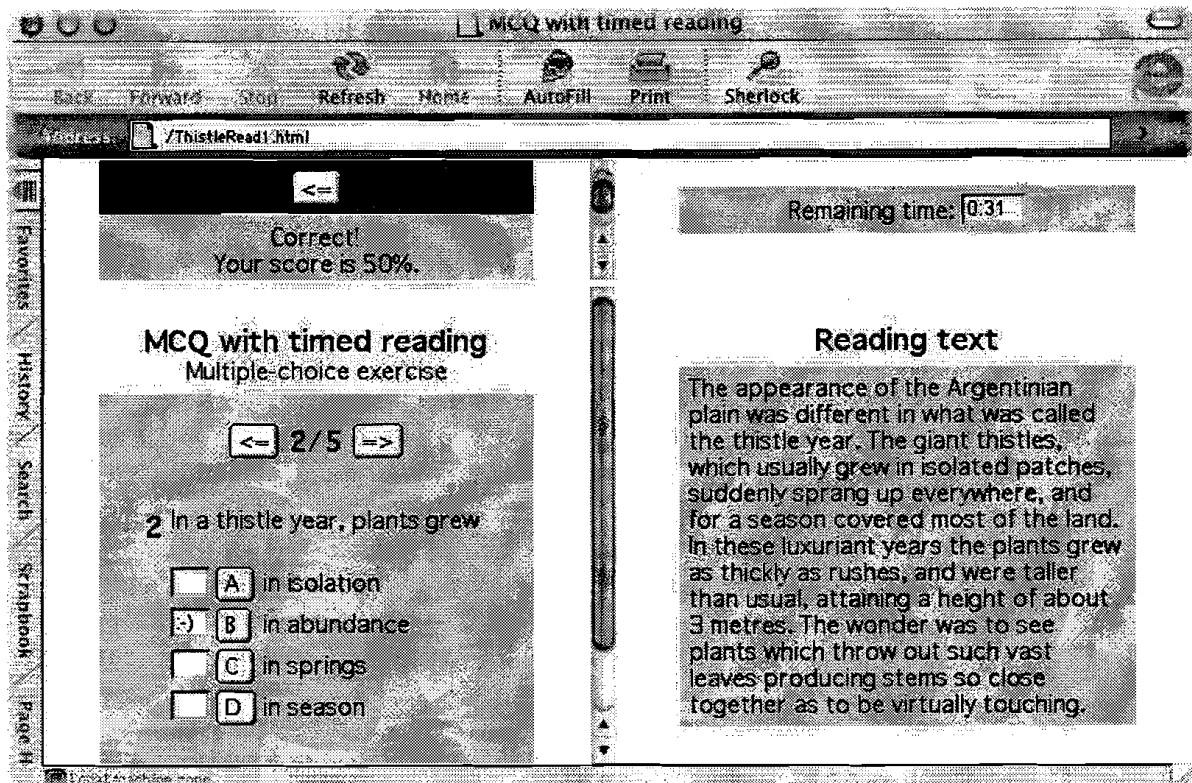 MCQ with timed reading
Back Forward Stop Refresh Home AutoFill Print Sherlock
/ThistleRead1.html
Favorites
History
Search
Scrapbook
<=
Correct!
Your score is 50%.
MCQ with timed reading
Multiple-choice exercise
<= 2/5 =>
2 In a thistle year, plants grew
A in isolation
:-) B in abundance
C in springs
D in season
Remaining time: 0:31
Reading text
The appearance of the Argentinian
plain was different in what was called
the thistle year. The giant thistles,
which usually grew in isolated patches,
suddenly sprang up everywhere, and
for a season covered most of the land.
In these luxuriant years the plants grew
as thickly as rushes, and were taller
than usual, attaining a height of about
3 metres. The wonder was to see
plants which throw out such vast
leaves producing stems so close
together as to be virtually touching.